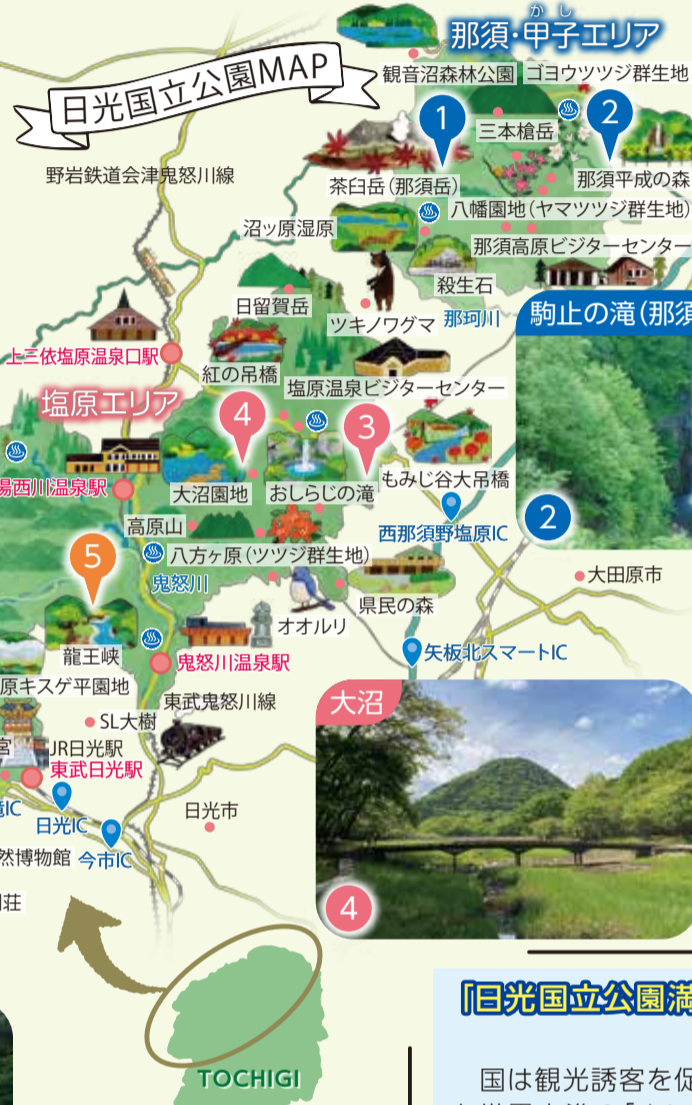 かし
那須・甲子エリア
日光国立公園MAP
観音沼森林公園
ゴヨウツツジ群生地
1
2
三本槍岳
野岩鉄道会津鬼怒川線
茶臼岳(那須岳)
那須平成の森
八幡園地(ヤマツツジ群生地)
沼ッ原湿原
那須高原ビジターセンター
殺生石
日留賀岳
ツキノワグマ
那珂川
駒止の滝(那須
上三依塩原温泉口駅
紅の吊橋
塩原温泉ビジターセンター
塩原エリア
4
3
湯西川温泉駅
大沼園地
おしらじの滝
もみじ谷大吊橋
西那須野塩原IC
2
高原山
八方ヶ原(ツツジ群生地)
5
鬼怒川
大田原市
県民の森
オオルリ
龍王峡
鬼怒川温泉駅
矢板北スマートIC
原キスゲ平園地
東武鬼怒川線
大沼
SL大樹
宮
JR日光駅
東武日光駅
IC
日光IC
日光市
然博物館
今市IC
荘
4
TOCHIGI
「日光国立公園満
国は観光誘客を促